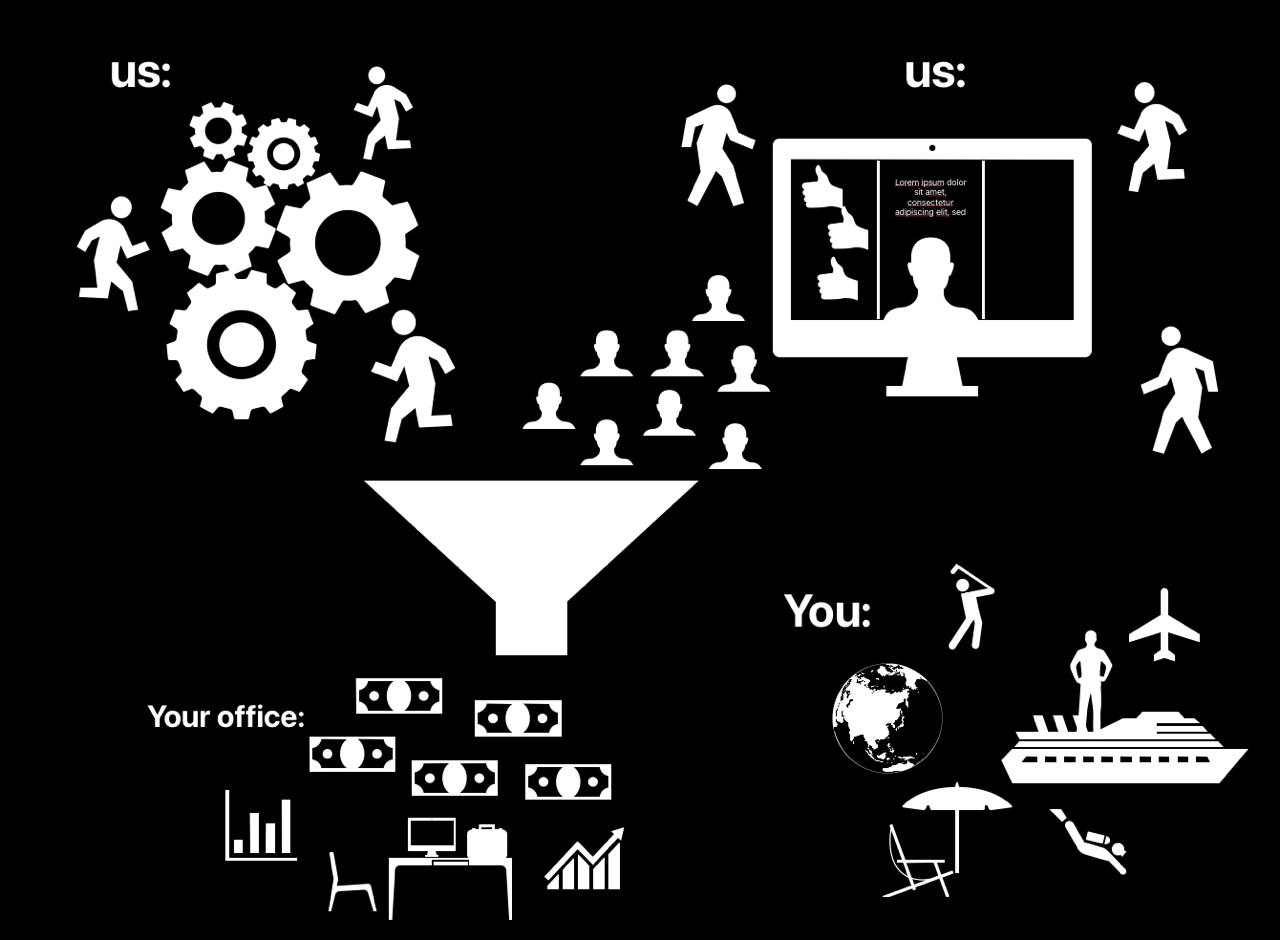 us:
us:
Lorem ipsum dolor
sit amet,
consectetur
adipiscing elit, sed
You:
Your office: